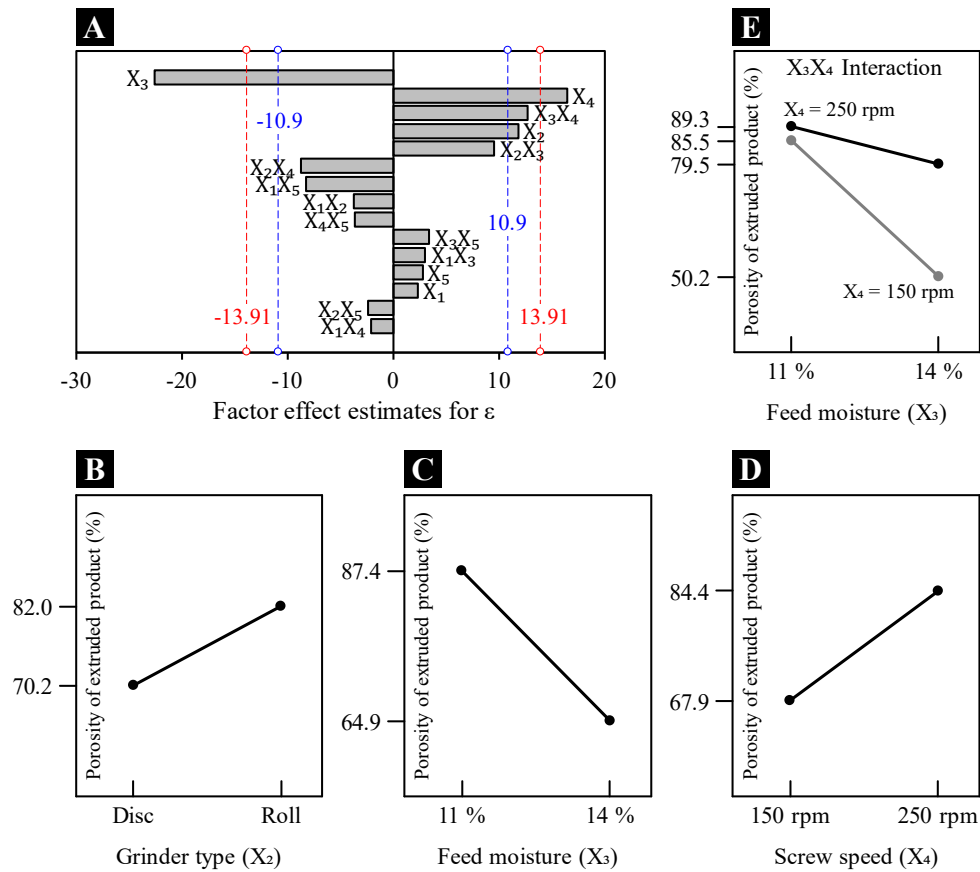 A
X₃
X₄
X₃X₄
-10.9
X₂
X₂X₃
X₂X₄
X₁X₅
X₁X₂
X₄X₅
10.9
X₃X₅
X₁X₃
X₅
X₁
X₂X₅
X₁X₄
-13.91
13.91
-30
-20
-10
0
10
20
Factor effect estimates for ε
E
Porosity of extruded product (%)
X₃X₄ Interaction
X₄ = 250 rpm
89.3
85.5
79.5
50.2
X₄ = 150 rpm
11 %
14 %
Feed moisture (X₃)
B
Porosity of extruded product (%)
82.0
70.2
Disc
Roll
Grinder type (X₂)
C
Porosity of extruded product (%)
87.4
64.9
11 %
14 %
Feed moisture (X₃)
D
Porosity of extruded product (%)
84.4
67.9
150 rpm
250 rpm
Screw speed (X₄)